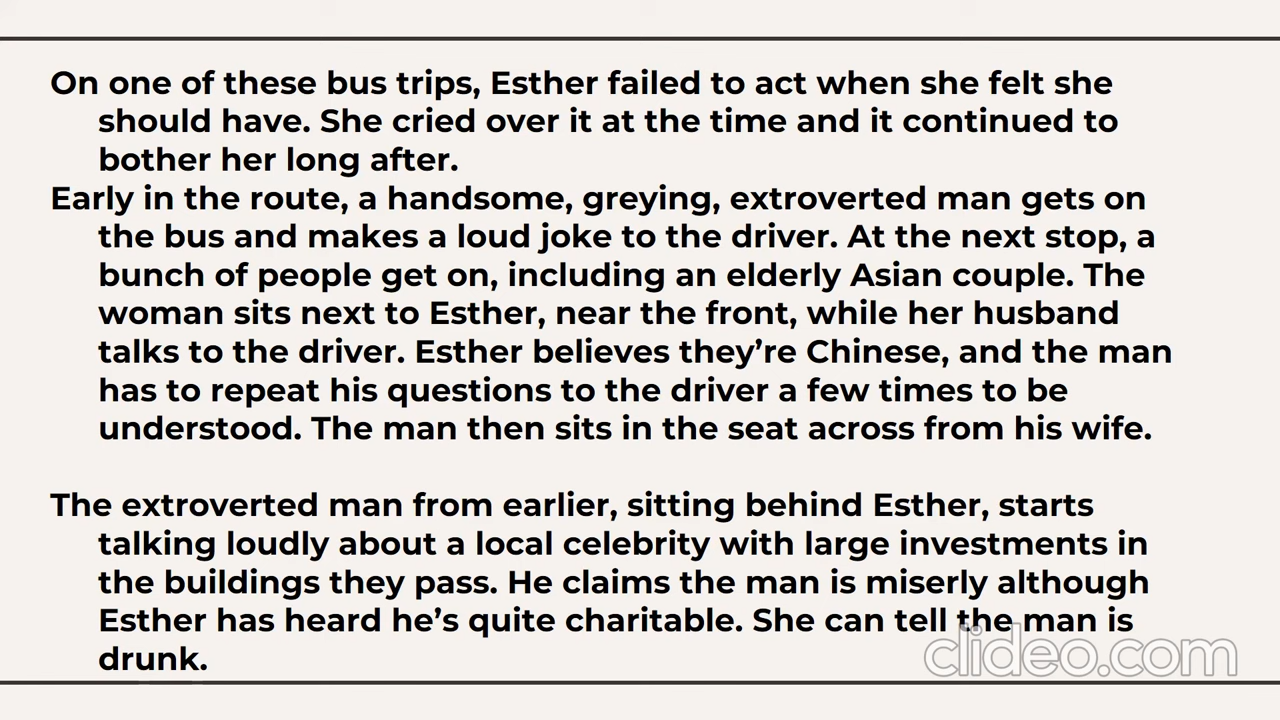 On one of these bus trips, Esther failed to act when she felt she
should have. She cried over it at the time and it continued to
bother her long after.
Early in the route, a handsome, greying, extroverted man gets on
the bus and makes a loud joke to the driver. At the next stop, a
bunch of people get on, including an elderly Asian couple. The
woman sits next to Esther, near the front, while her husband
talks to the driver. Esther believes they’re Chinese, and the man
has to repeat his questions to the driver a few times to be
understood. The man then sits in the seat across from his wife.
The extroverted man from earlier, sitting behind Esther, starts
talking loudly about a local celebrity with large investments in
the buildings they pass. He claims the man is miserly although
Esther has heard he’s quite charitable. She can tell the man is
drunk.
clideo.com